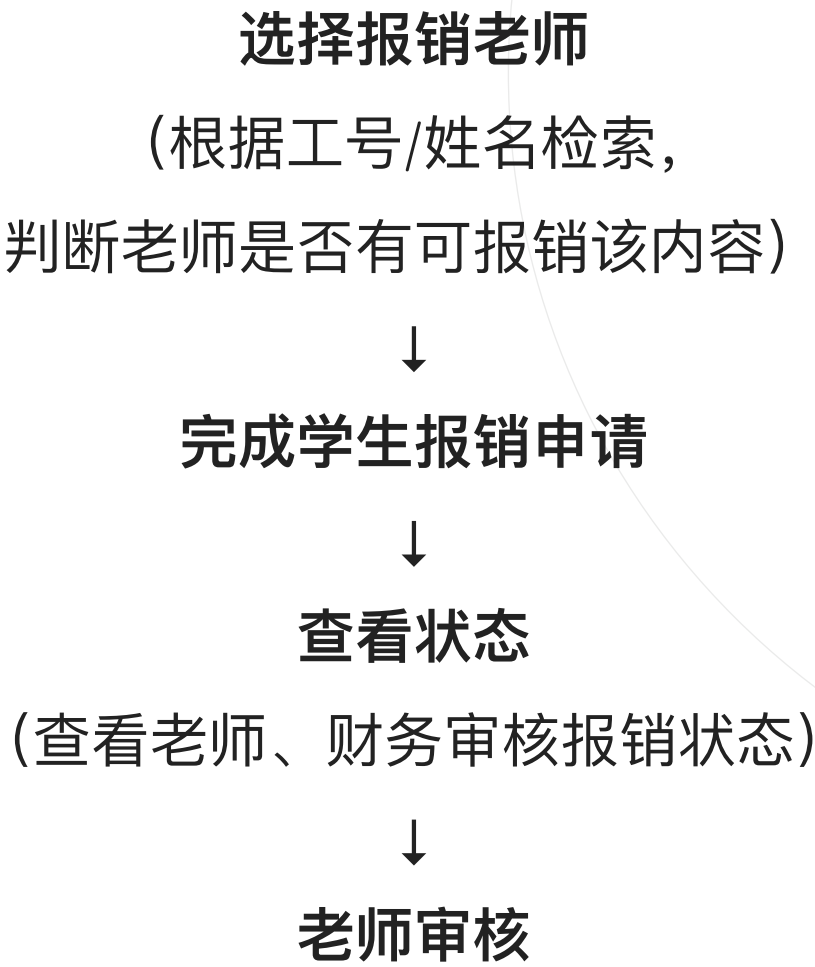 选择报销老师
（根据工号/姓名检索，
判断老师是否有可报销该内容）
↓
完成学生报销申请
↓
查看状态
（查看老师、财务审核报销状态）
↓
老师审核